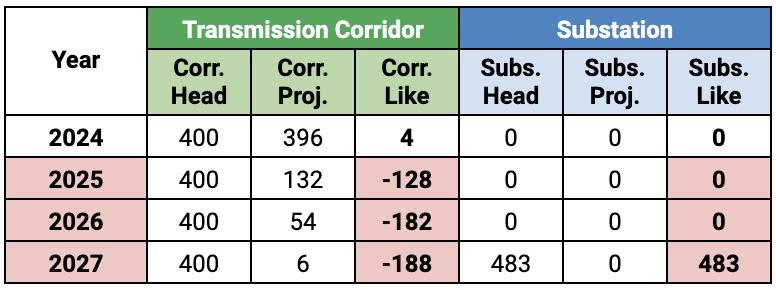 Year Transmission Corridor Substation
Corr. Head Corr. Proj. Corr. Like Subs. Head Subs. Proj. Subs. Like
2024 400 396 4 0 0 0
2025 400 132 -128 0 0 0
2026 400 54 -182 0 0 0
2027 400 6 -188 483 0 483